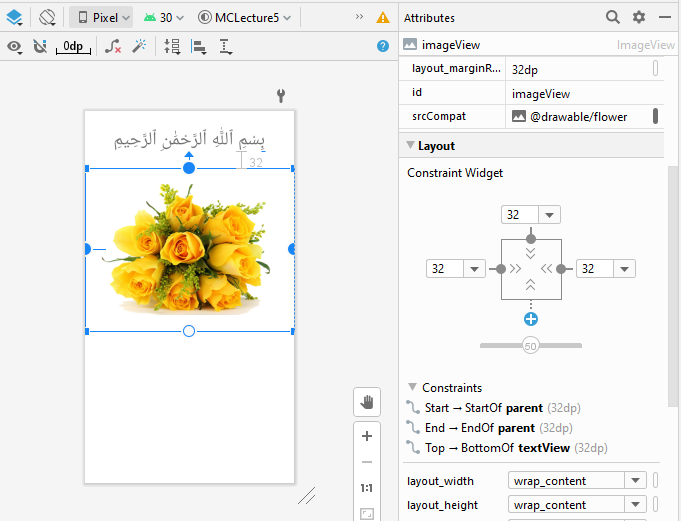 Pixel 30 MCLecture5
0dp
بِسْمِ ٱللّٰهِ ٱلرَّحْمٰنِ ٱلرَّحِيمِ
32
1:1
Attributes
imageView ImageView
layout_marginR... 32dp
id imageView
srcCompat @drawable/flower
Layout
Constraint Widget
32
32 32
50
Constraints
Start → StartOf parent (32dp)
End → EndOf parent (32dp)
Top → BottomOf textView (32dp)
layout_width wrap_content
layout_height wrap_content